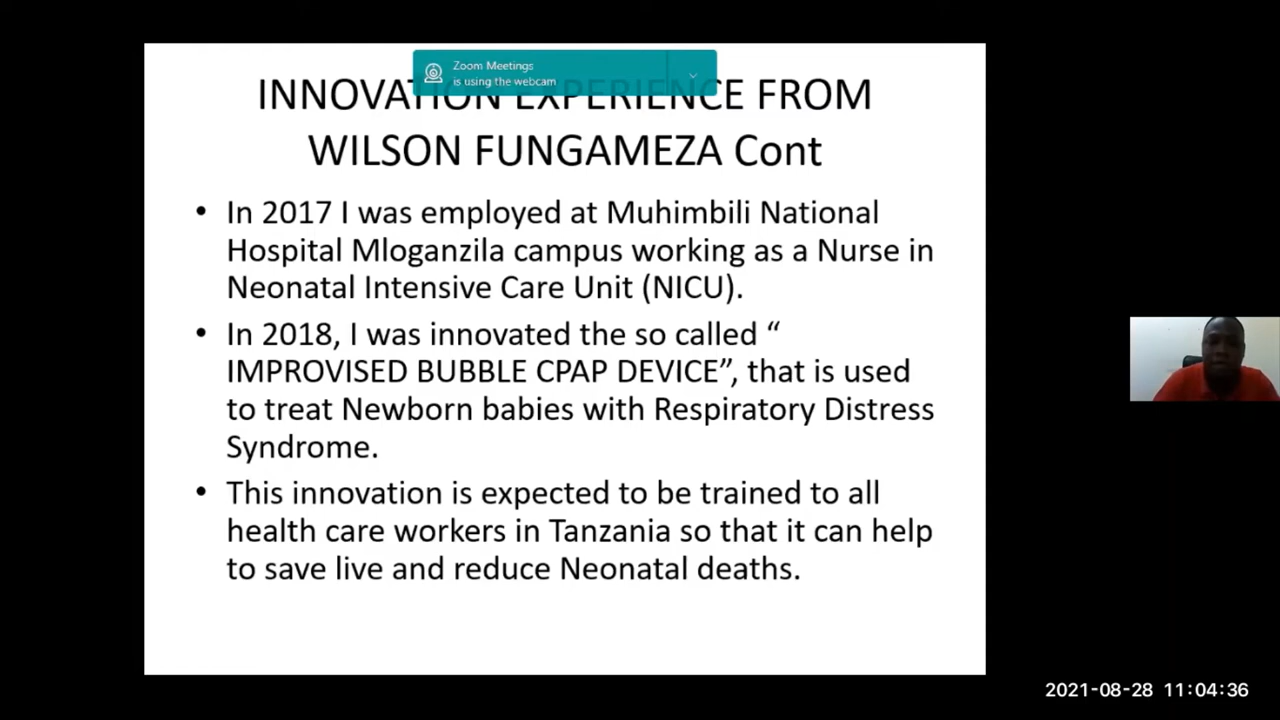 Zoom Meetings
is using the webcam
INNOVATION EXPERIENCE FROM
WILSON FUNGAMEZA Cont
• In 2017 I was employed at Muhimbili National
Hospital Mloganzila campus working as a Nurse in
Neonatal Intensive Care Unit (NICU).
• In 2018, I was innovated the so called “
IMPROVISED BUBBLE CPAP DEVICE”, that is used
to treat Newborn babies with Respiratory Distress
Syndrome.
• This innovation is expected to be trained to all
health care workers in Tanzania so that it can help
to save live and reduce Neonatal deaths.
2021-08-28 11:04:36